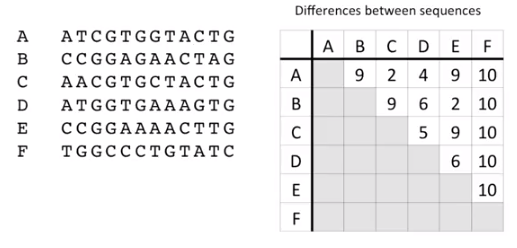 Differences between sequences
A ATCGTGGTACTG
B CCGGAGAACTAG
C AACGTGCTACTG
D ATGGTGAAAGTG
E CCGGAAAACTTG
F TGGCCCTGTATC
A B C D E F
A 9 2 4 9 10
B 9 6 2 10
C 5 9 10
D 6 10
E 10
F